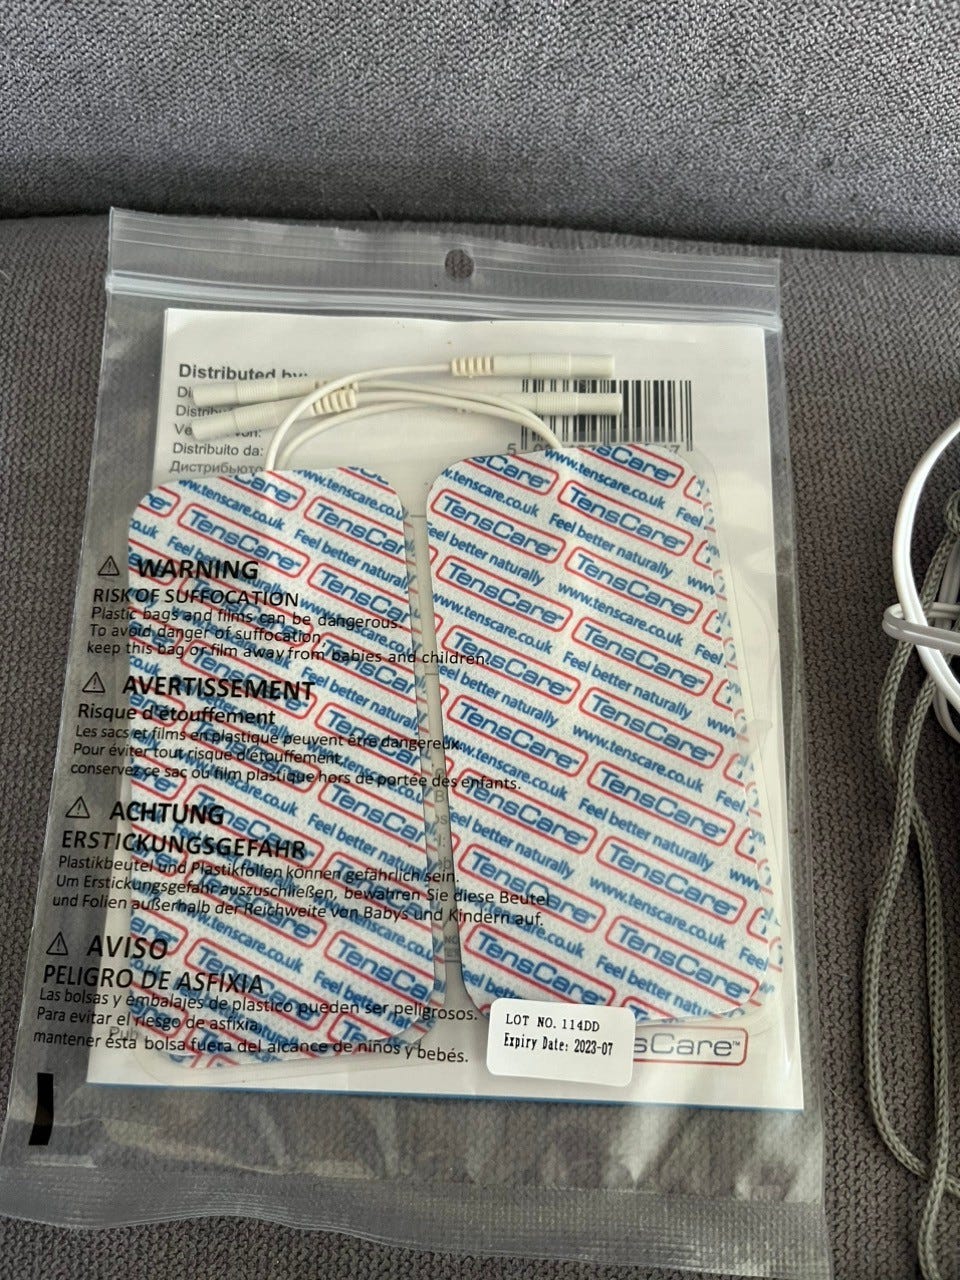 Distributed by:
Distribuito da:
WARNING
RISK OF SUFFOCATION
Plastic bags and films can be dangerous.
To avoid danger of suffocation,
keep this bag or film away from babies and children.
AVERTISSEMENT
Risque d'étouffement
Les sacs et films en plastique peuvent être dangereux.
Pour éviter tout risque d'étouffement,
conservez ce sac ou film plastique hors de portée des enfants.
ACHTUNG
ERSTICKUNGSGEFAHR
Plastikbeutel und Plastikfolien können gefährlich sein.
Um Erstickungsgefahr auszuschließen, bewahren Sie diese Beutel
und Folien außerhalb der Reichweite von Babys und Kindern auf.
AVISO
PELIGRO DE ASFIXIA
Las bolsas y embalajes de plastico pueden ser peligrosos.
Para evitar el riesgo de asfixia,
mantener esta bolsa fuera del alcance de niños y bebés.
TensCare™
www.tenscare.co.uk
Feel better naturally
LOT NO. 114DD
Expiry Date: 2023-07